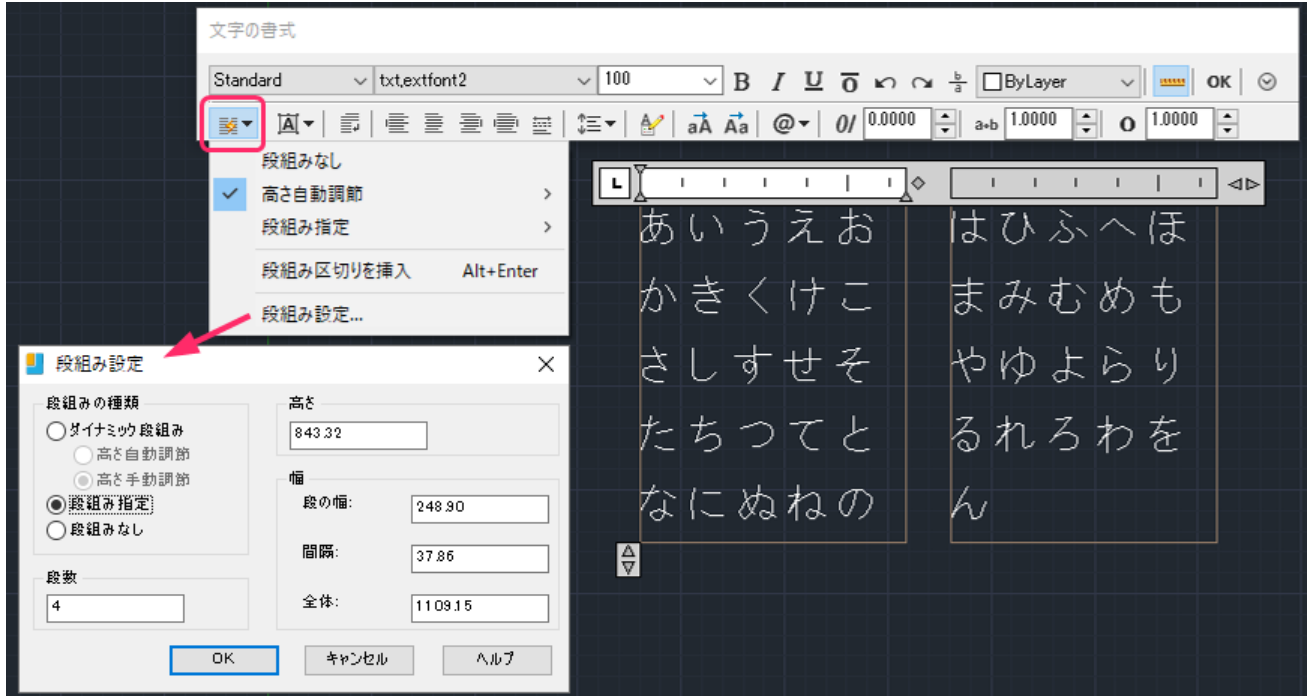 文字の書式
Standard txt,extfont2 100 B I U O b/a ByLayer OK
A aA Aa @ 0/ 0.0000 a+b 1.0000 O 1.0000
段組みなし
高さ自動調節
段組み指定
段組み区切りを挿入 Alt+Enter
段組み設定...
L
あいうえお
かきくけこ
さしすせそ
たちつてと
なにぬねの
はひふへほ
まみむめも
やゆよらり
るれろわを
ん
段組み設定
段組みの種類
ダイナミック段組み
高さ自動調節
高さ手動調節
段組み指定
段組みなし
段数
4
高さ
843.32
幅
段の幅: 248.90
間隔: 37.86
全体: 1109.15
OK キャンセル ヘルプ